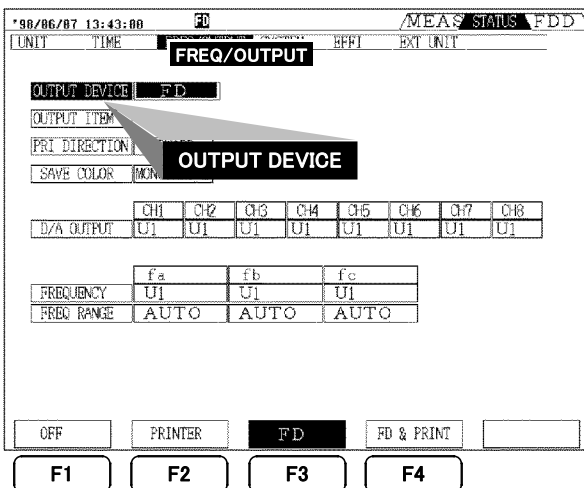 '98/06/07 13:43:00 FD MEAS STATUS FDD
UNIT TIME FREQ/OUTPUT EFFI EXT UNIT
OUTPUT DEVICE FD
OUTPUT ITEM
PRI DIRECTION
OUTPUT DEVICE
SAVE COLOR
CH1 CH2 CH3 CH4 CH5 CH6 CH7 CH8
D/A OUTPUT U1 U1 U1 U1 U1 U1 U1 U1
fa fb fc
FREQUENCY U1 U1 U1
FREQ RANGE AUTO AUTO AUTO
OFF PRINTER FD FD & PRINT
F1 F2 F3 F4